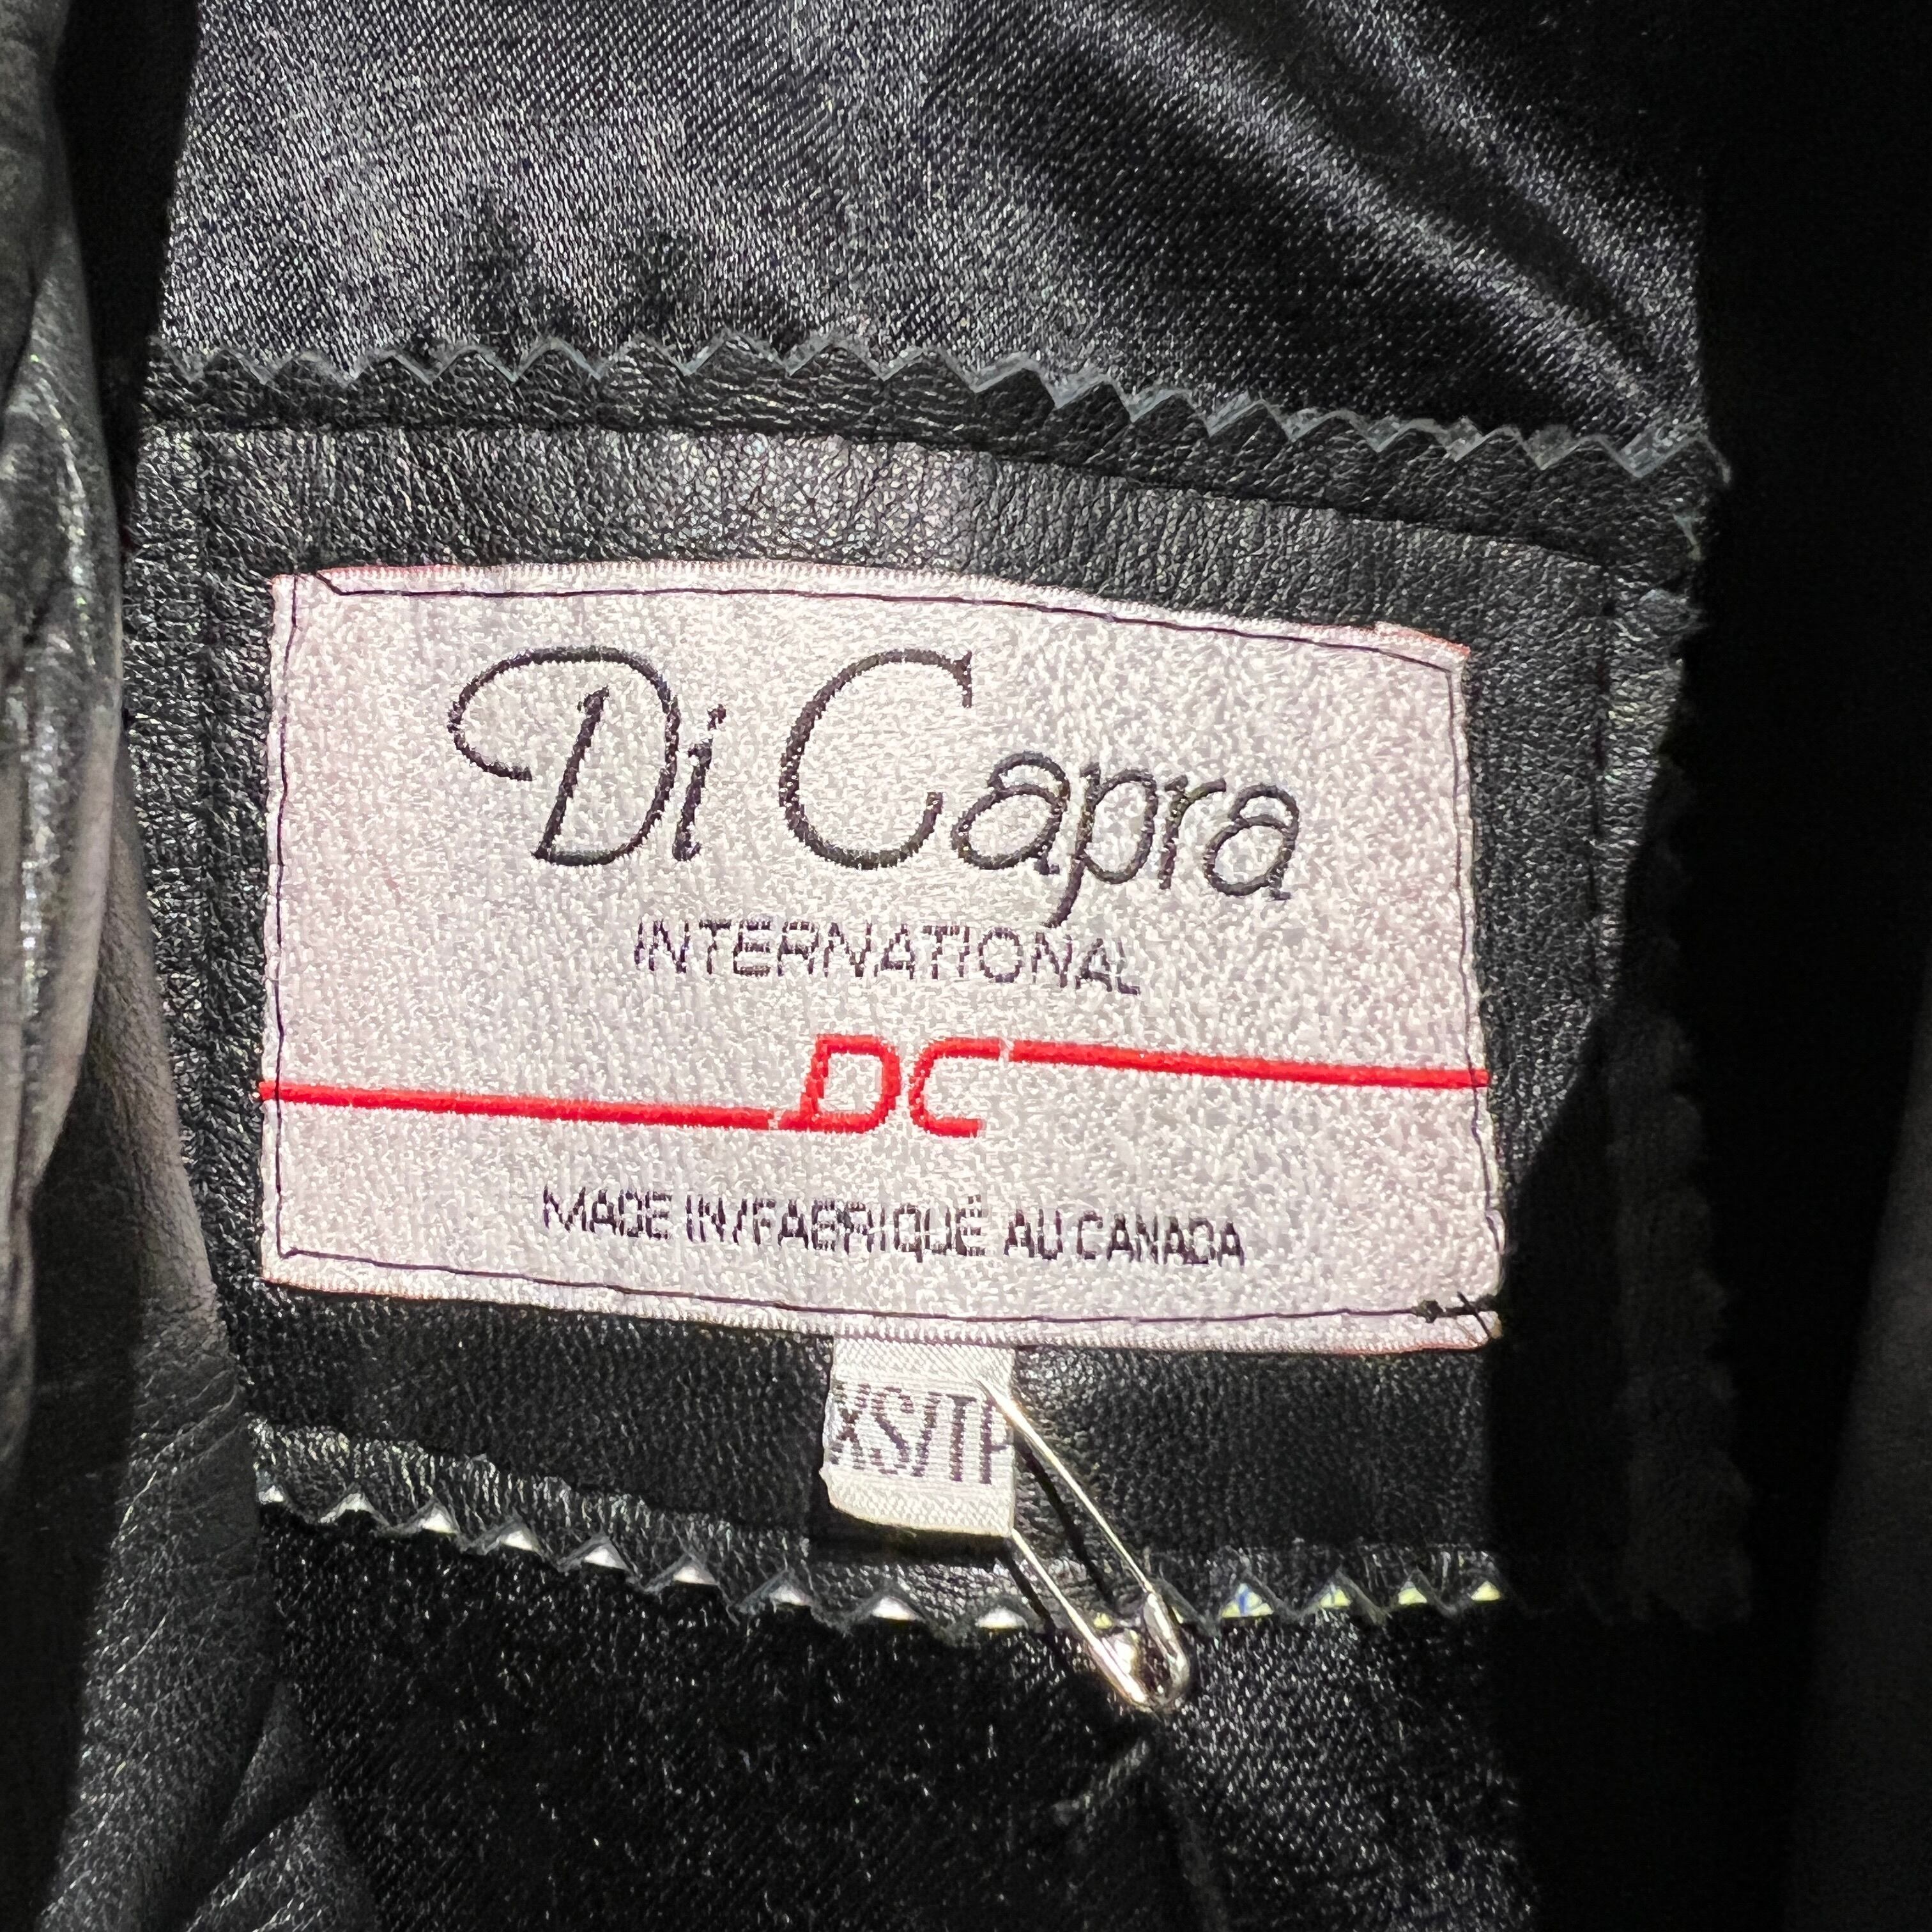 Di Capra
INTERNATIONAL
DC
MADE IN/FABRIQUÉ AU CANADA
XS/TP